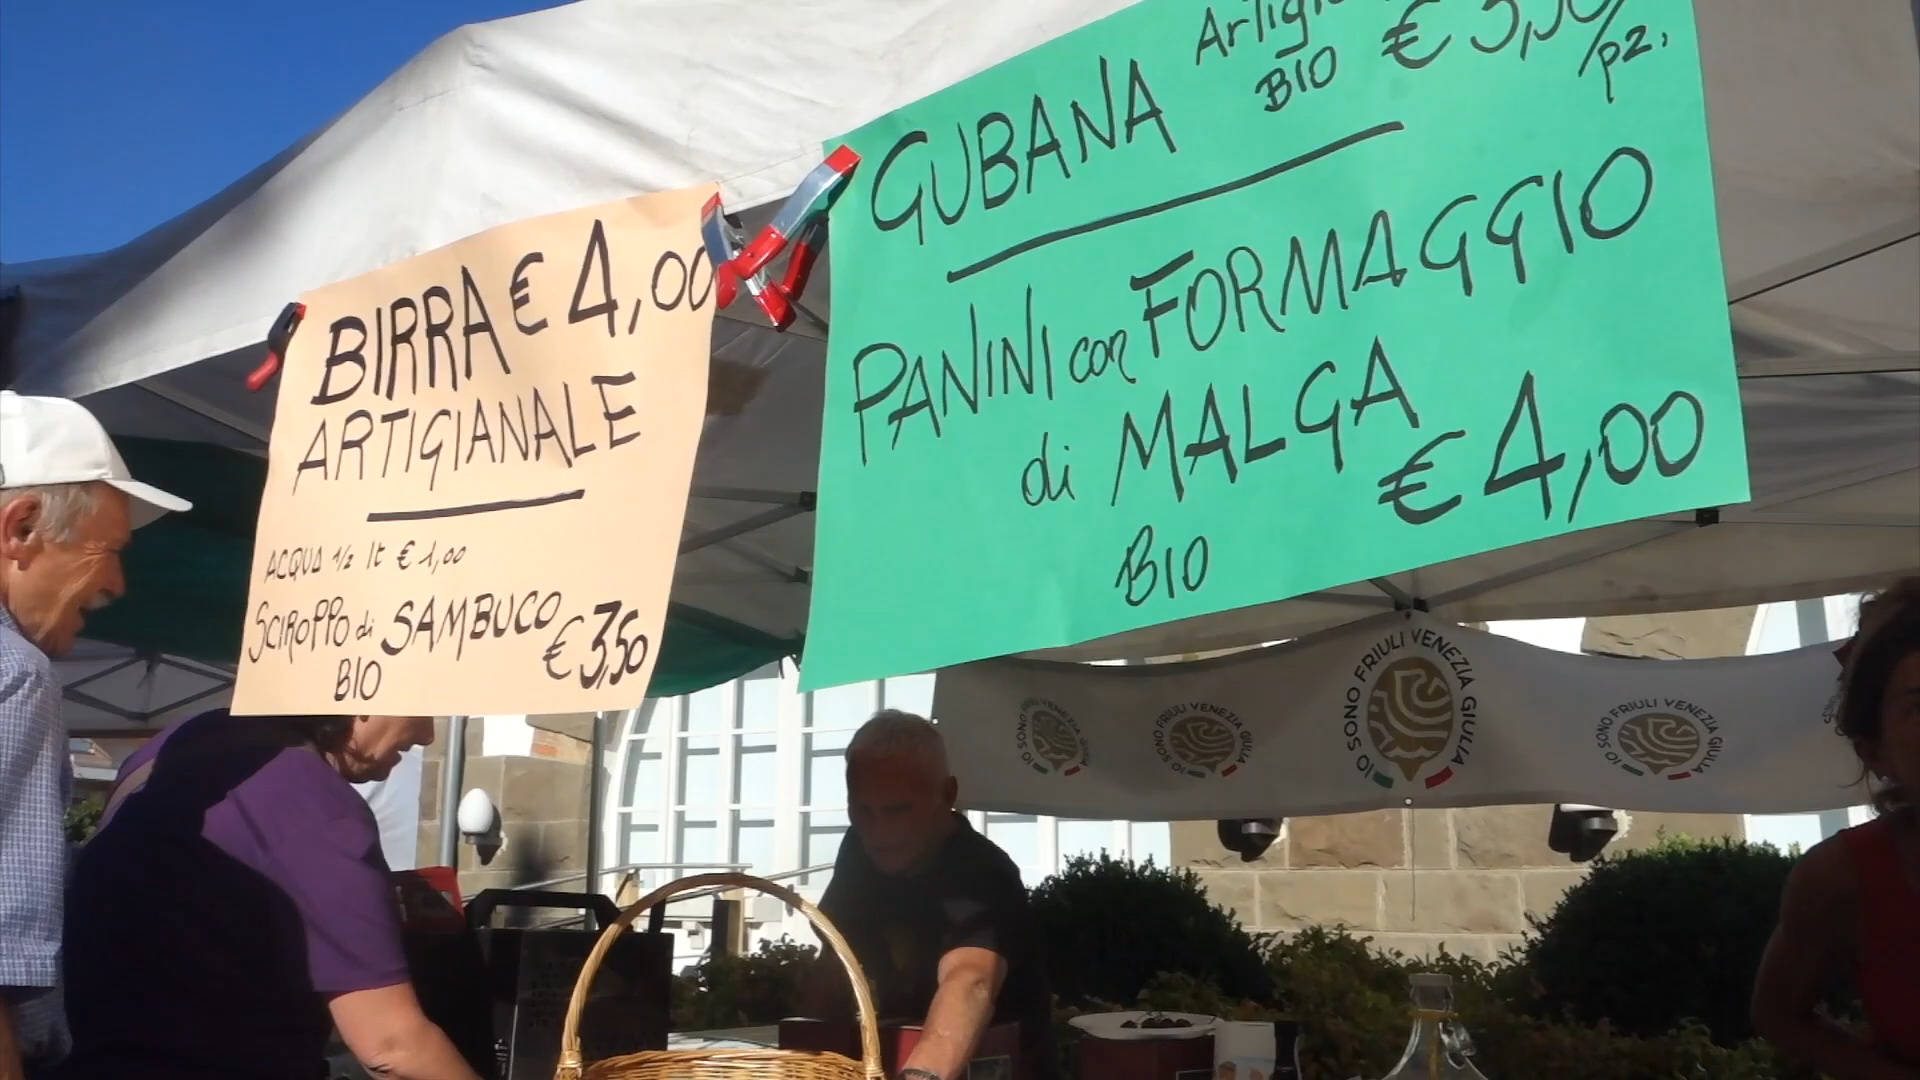 BIRRA € 4,00
ARTIGIANALE
ACQUA 1/2 lt € 1,00
SCIROPPO di SAMBUCO
BIO € 3,50
GUBANA
BIO
/pz.
PANINI con FORMAGGIO
di MALGA
€ 4,00
BIO
IO SONO FRIULI VENEZIA GIULIA
IO SONO FRIULI VENEZIA GIULIA
IO SONO FRIULI VENEZIA GIULIA
IO SONO FRIULI VENEZIA GIULIA